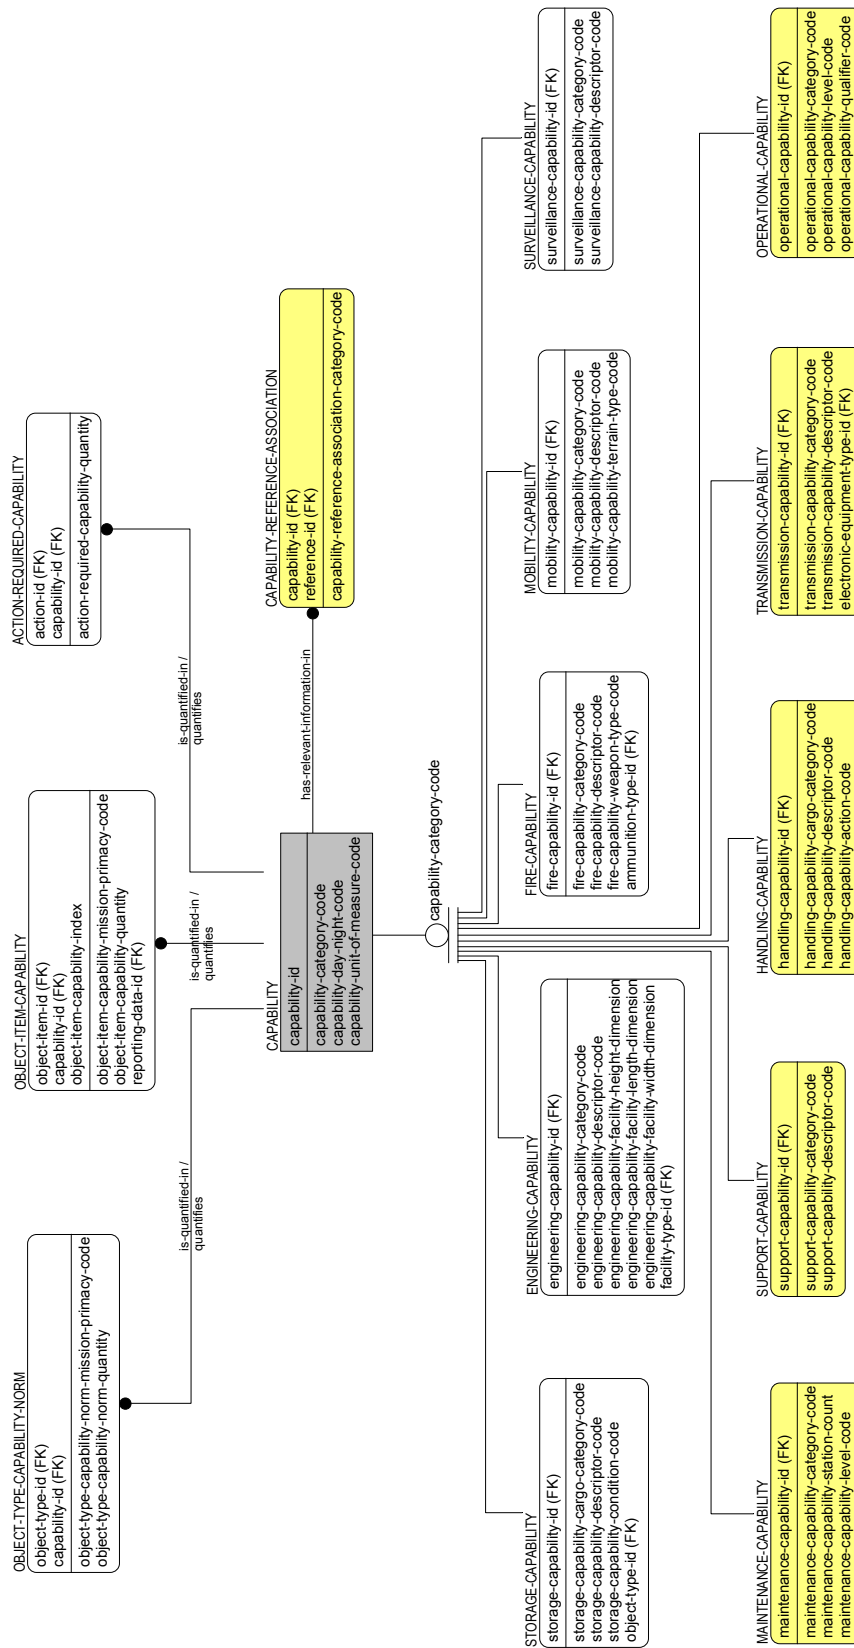 OBJECT-TYPE-CAPABILITY-NORM
object-type-id (FK)
capability-id (FK)
object-type-capability-norm-mission-primacy-code
object-type-capability-norm-quantity
OBJECT-ITEM-CAPABILITY
object-item-id (FK)
capability-id (FK)
object-item-capability-index
object-item-capability-mission-primacy-code
object-item-capability-quantity
reporting-data-id (FK)
ACTION-REQUIRED-CAPABILITY
action-id (FK)
capability-id (FK)
action-required-capability-quantity
is-quantified-in /
quantifies
is-quantified-in /
quantifies
is-quantified-in /
quantifies
CAPABILITY
capability-id
capability-category-code
capability-day-night-code
capability-unit-of-measure-code
has-relevant-information-in
CAPABILITY-REFERENCE-ASSOCIATION
capability-id (FK)
reference-id (FK)
capability-reference-association-category-code
capability-category-code
STORAGE-CAPABILITY
storage-capability-id (FK)
storage-capability-cargo-category-code
storage-capability-descriptor-code
storage-capability-condition-code
object-type-id (FK)
ENGINEERING-CAPABILITY
engineering-capability-id (FK)
engineering-capability-category-code
engineering-capability-descriptor-code
engineering-capability-facility-height-dimension
engineering-capability-facility-length-dimension
engineering-capability-facility-width-dimension
facility-type-id (FK)
FIRE-CAPABILITY
fire-capability-id (FK)
fire-capability-category-code
fire-capability-descriptor-code
fire-capability-weapon-type-code
ammunition-type-id (FK)
MOBILITY-CAPABILITY
mobility-capability-id (FK)
mobility-capability-category-code
mobility-capability-descriptor-code
mobility-capability-terrain-type-code
SURVEILLANCE-CAPABILITY
surveillance-capability-id (FK)
surveillance-capability-category-code
surveillance-capability-descriptor-code
MAINTENANCE-CAPABILITY
maintenance-capability-id (FK)
maintenance-capability-category-code
maintenance-capability-station-count
maintenance-capability-level-code
SUPPORT-CAPABILITY
support-capability-id (FK)
support-capability-category-code
support-capability-descriptor-code
HANDLING-CAPABILITY
handling-capability-id (FK)
handling-capability-cargo-category-code
handling-capability-descriptor-code
handling-capability-action-code
TRANSMISSION-CAPABILITY
transmission-capability-id (FK)
transmission-capability-category-code
transmission-capability-descriptor-code
electronic-equipment-type-id (FK)
OPERATIONAL-CAPABILITY
operational-capability-id (FK)
operational-capability-category-code
operational-capability-level-code
operational-capability-qualifier-code